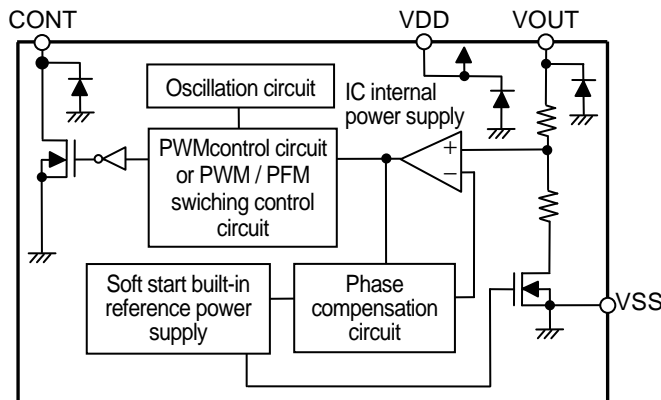 CONT
VDD
VOUT
Oscillation circuit
IC internal
power supply
PWMcontrol circuit
or PWM / PFM
swiching control
circuit
+
−
Soft start built-in
reference power
supply
Phase
compensation
circuit
VSS